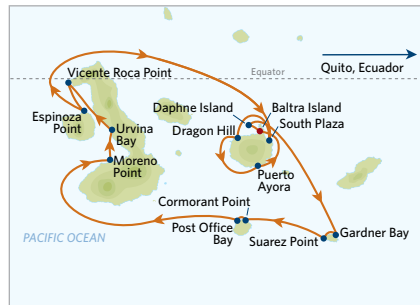 Vicente Roca Point
Equator
Quito, Ecuador
Daphne Island
Baltra Island
Espinoza
Point
Urvina
Bay
Dragon Hill
South Plaza
Moreno
Point
Puerto
Ayora
Cormorant Point
Post Office
Bay
Suarez Point
Gardner Bay
PACIFIC OCEAN